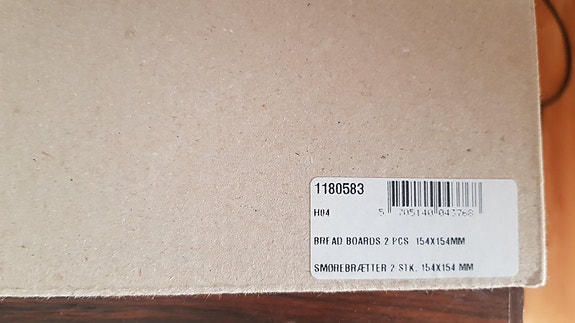 1180583
H04
5 705140 043768
BREAD BOARDS 2 PCS 154X154MM
SMØREBRÆTTER 2 STK. 154X154 MM